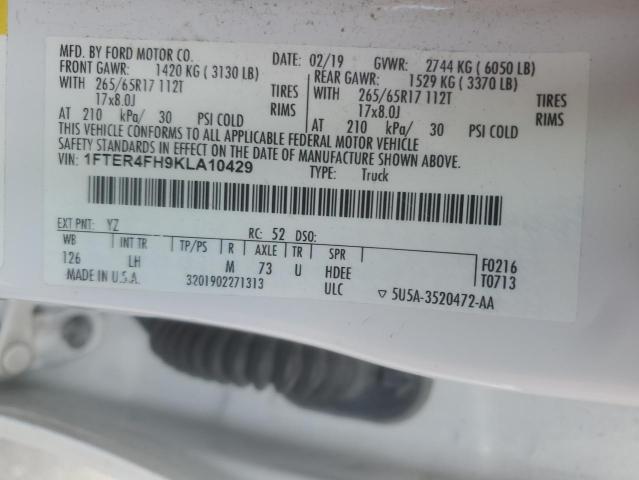 MFD. BY FORD MOTOR CO. DATE: 02/19 GVWR: 2744 KG ( 6050 LB)
FRONT GAWR: 1420 KG ( 3130 LB) REAR GAWR: 1529 KG ( 3370 LB)
WITH 265/65R17 112T TIRES WITH 265/65R17 112T TIRES
17x8.0J RIMS 17x8.0J RIMS
AT 210 kPa/ 30 PSI COLD AT 210 kPa/ 30 PSI COLD
THIS VEHICLE CONFORMS TO ALL APPLICABLE FEDERAL MOTOR VEHICLE
SAFETY STANDARDS IN EFFECT ON THE DATE OF MANUFACTURE SHOWN ABOVE.
VIN: 1FTER4FH9KLA10429 TYPE: Truck
EXT PNT: YZ RC: 52 DSO:
WB INT TR TP/PS R AXLE TR SPR F0216
126 LH M 73 U HDEE T0713
MADE IN U.S.A. 3201902271313 ULC ▽ 5U5A-3520472-AA